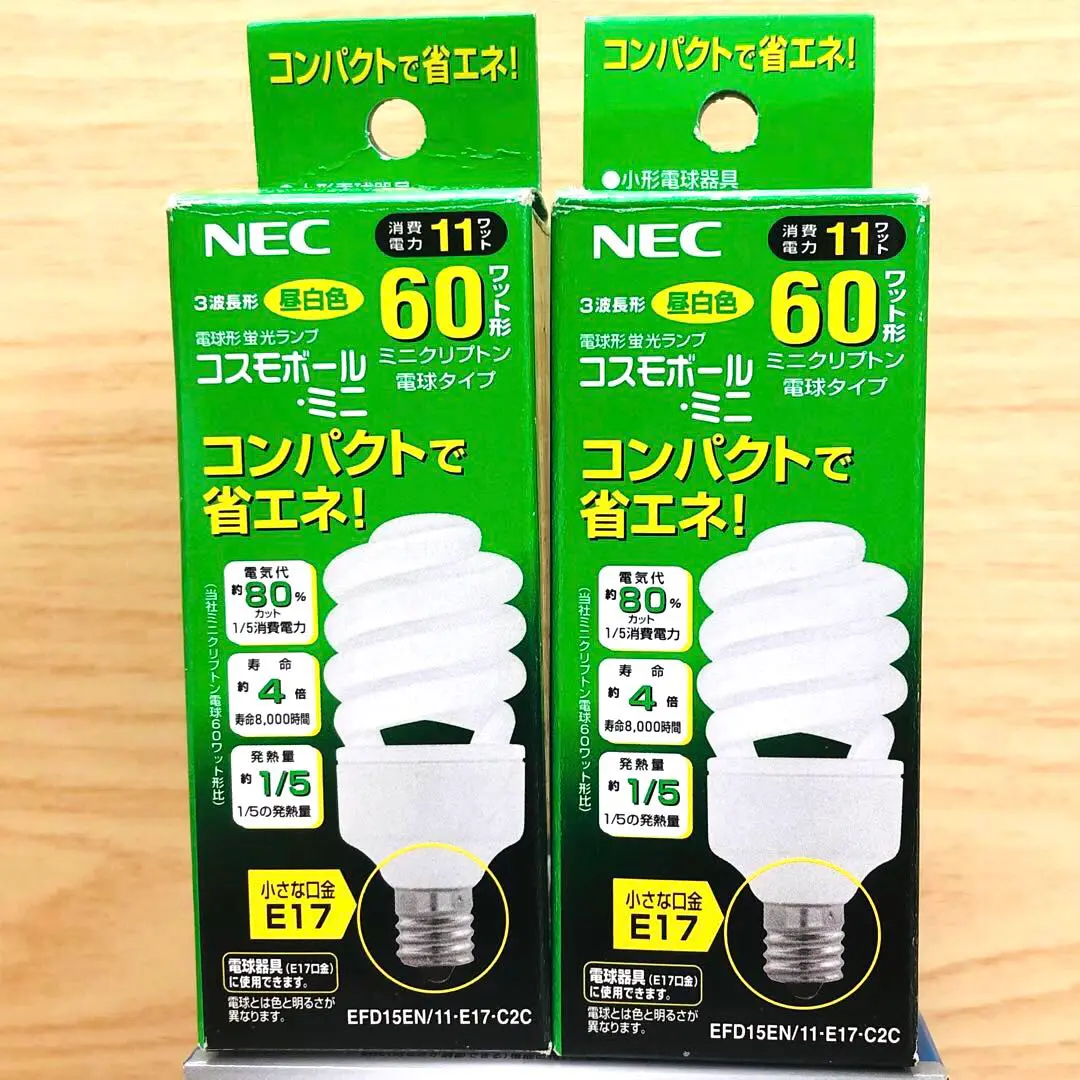 コンパクトで省エネ!
NEC
消費電力 11ワット
3波長形 昼白色
60ワット形
電球形蛍光ランプ
コスモボール
・ミニ
ミニクリプトン
電球タイプ
コンパクトで
省エネ!
電気代
約80%
カット
1/5消費電力
寿命
約4倍
寿命8,000時間
発熱量
約1/5
1/5の発熱量
(当社ミニクリプトン電球60ワット形比)
小さな口金
E17
電球器具(E17口金)
に使用できます。
電球とは色と明るさが
異なります。
EFD15EN/11-E17-C2C
コンパクトで省エネ!
●小形電球器具
NEC
消費電力 11ワット
3波長形 昼白色
60ワット形
電球形蛍光ランプ
コスモボール
・ミニ
ミニクリプトン
電球タイプ
コンパクトで
省エネ!
電気代
約80%
カット
1/5消費電力
寿命
約4倍
寿命8,000時間
発熱量
約1/5
1/5の発熱量
(当社ミニクリプトン電球60ワット形比)
小さな口金
E17
電球器具(E17口金)
に使用できます。
電球とは色と明るさが
異なります。
EFD15EN/11-E17-C2C